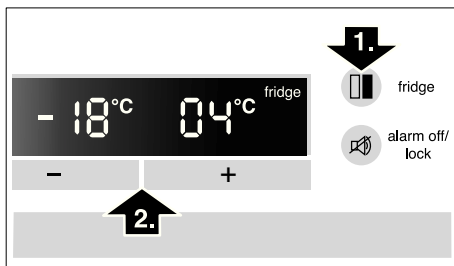 1.
fridge
-18°C 04°C fridge
alarm off/
lock
- +
2.